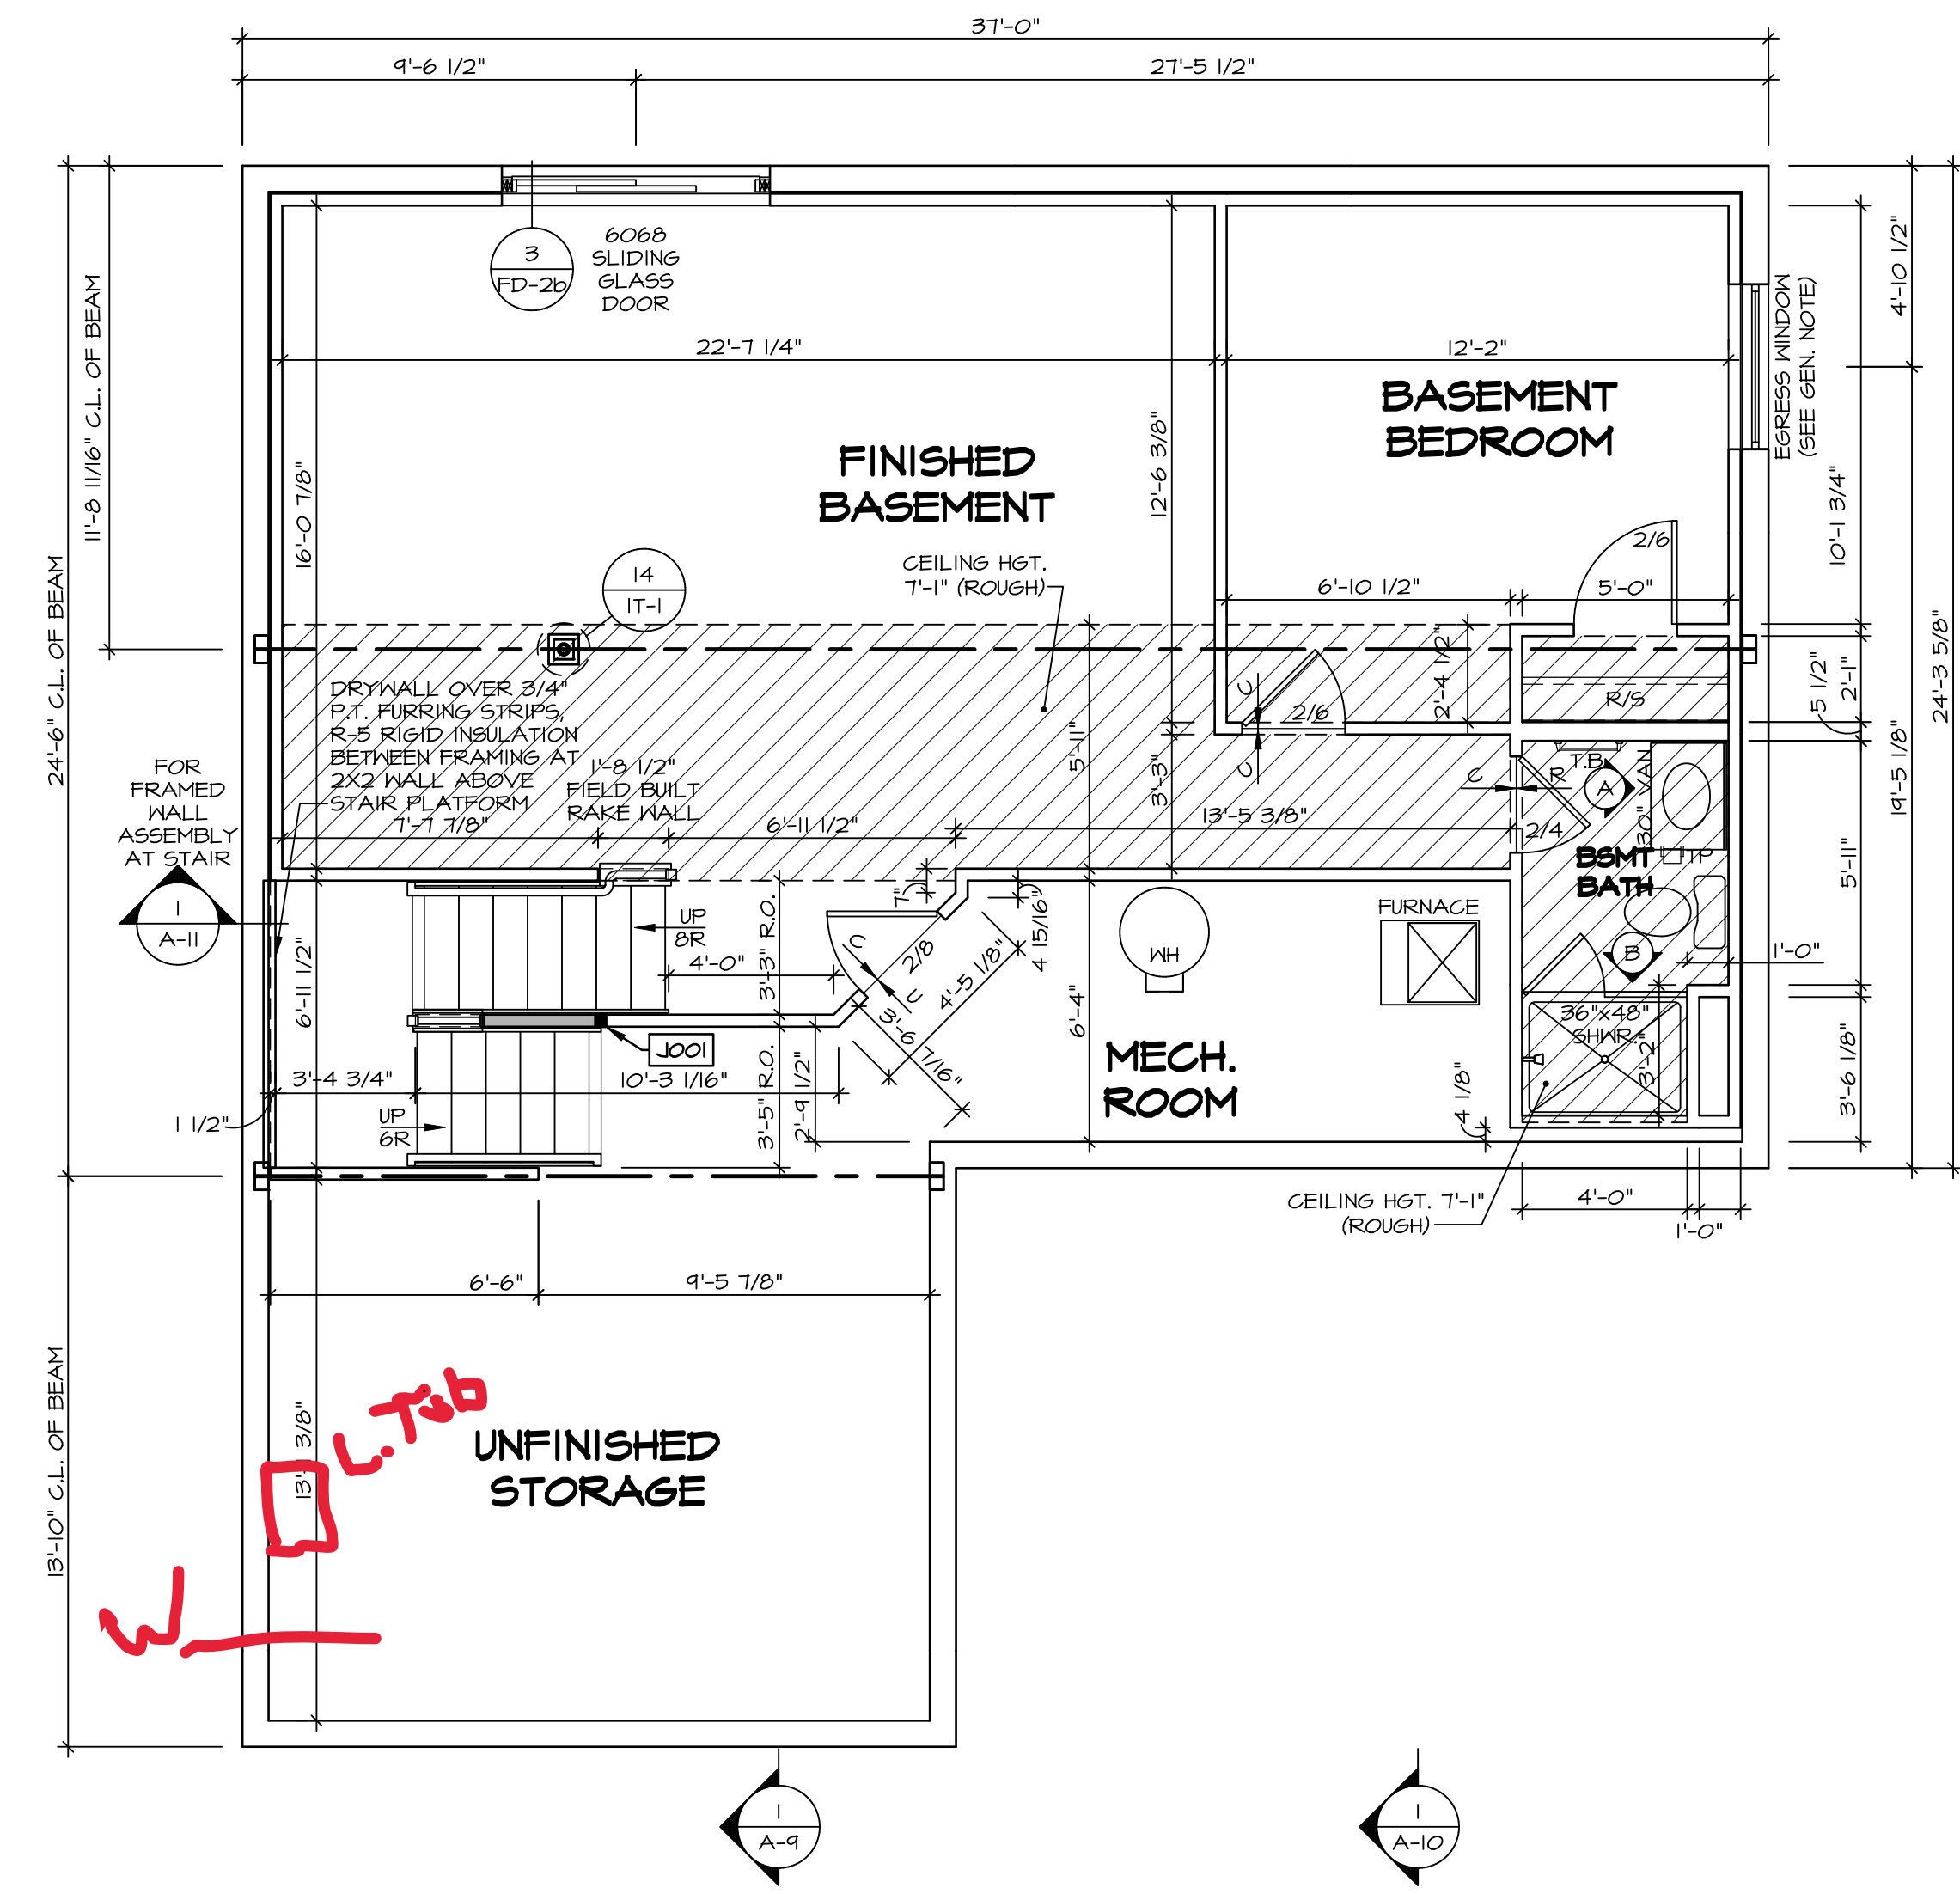 37'-0"
9'-6 1/2"
27'-5 1/2"
3
FD-2b
6068
SLIDING
GLASS
DOOR
EGRESS WINDOW
(SEE GEN. NOTE)
4'-10 1/2"
11'-8 11/16" C.L. OF BEAM
22'-7 1/4"
12'-2"
BASEMENT
BEDROOM
FINISHED
BASEMENT
12'-6 3/8"
16'-0 7/8"
10'-1 3/4"
24'-6" C.L. OF BEAM
CEILING HGT.
7'-1" (ROUGH)
14
IT-1
2/6
6'-10 1/2"
5'-0"
24'-3 5/8"
DRYWALL OVER 3/4"
P.T. FURRING STRIPS,
R-5 RIGID INSULATION
BETWEEN FRAMING AT
2X2 WALL ABOVE
STAIR PLATFORM
2'-4 1/2"
5 1/2"
2'-1"
R/S
C
2/6
C
5'-11"
3'-3"
FOR
FRAMED
WALL
ASSEMBLY
AT STAIR
1
A-11
1'-8 1/2"
FIELD BUILT
RAKE WALL
7'-7 7/8"
6'-11 1/2"
13'-5 3/8"
T.B.
C
R
A
30" VAN
2/4
19'-5 1/8"
BSMT
BATH
TP
5'-11"
UP
8R
4'-0"
3'-3" R.O.
7"
4 15/16"
C
2/8
C
4'-5 1/8"
3'-6 7/16"
WH
FURNACE
B
1'-0"
6'-11 1/2"
6'-4"
J001
36"x48"
SHWR.
3'-2"
MECH.
ROOM
3'-4 3/4"
10'-3 1/16"
3'-5" R.O.
2'-9 1/2"
4 1/8"
3'-6 1/8"
1 1/2"
UP
6R
CEILING HGT. 7'-1"
(ROUGH)
4'-0"
1'-0"
6'-6"
9'-5 7/8"
13'-10" C.L. OF BEAM
L. Tub
UNFINISHED
STORAGE
W
1
A-9
1
A-10